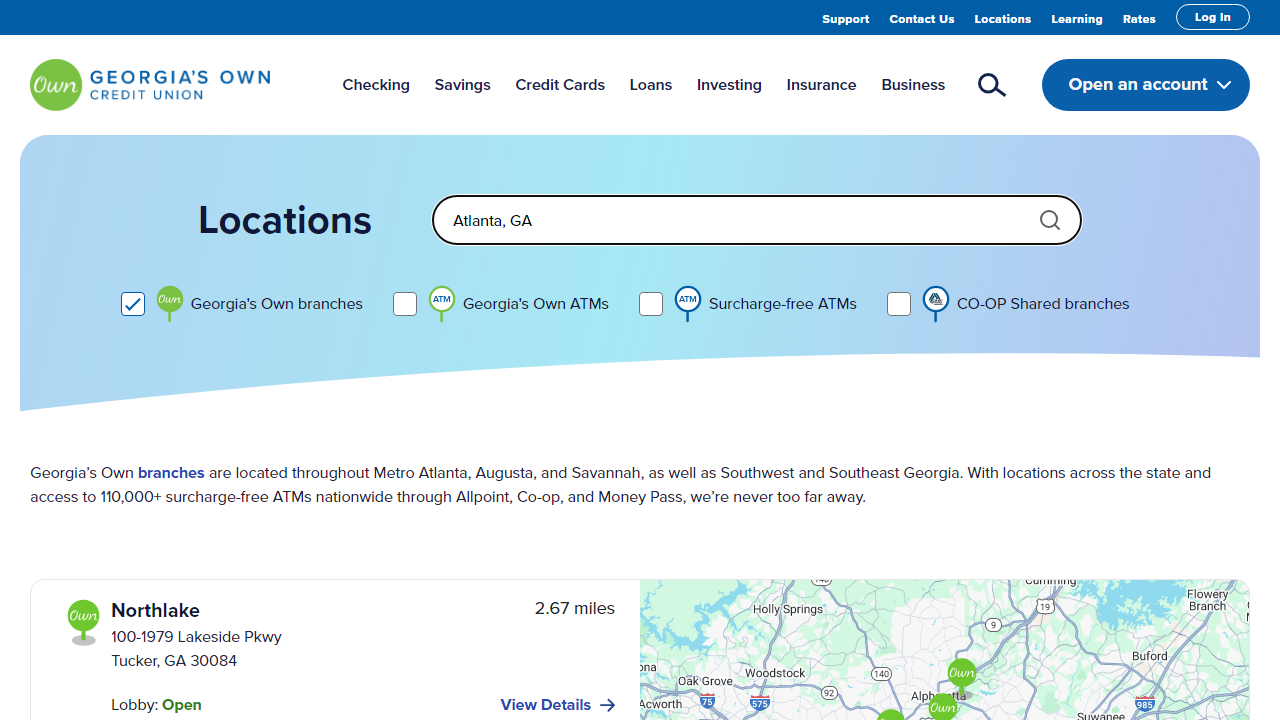 Support Contact Us Locations Learning Rates Log In
Own GEORGIA'S OWN
CREDIT UNION
Checking Savings Credit Cards Loans Investing Insurance Business Open an account
Locations
Atlanta, GA
Own Georgia's Own branches ATM Georgia's Own ATMs ATM Surcharge-free ATMs CO-OP Shared branches
Georgia’s Own branches are located throughout Metro Atlanta, Augusta, and Savannah, as well as Southwest and Southeast Georgia. With locations across the state and
access to 110,000+ surcharge-free ATMs nationwide through Allpoint, Co-op, and Money Pass, we’re never too far away.
Own Northlake 2.67 miles
100-1979 Lakeside Pkwy
Tucker, GA 30084
Lobby: Open View Details
Cumming
Holly Springs
Flowery
Branch
19
9
Buford
Woodstock
140
Own
Oak Grove
92
Acworth
75
575
Own
985
Suwanee